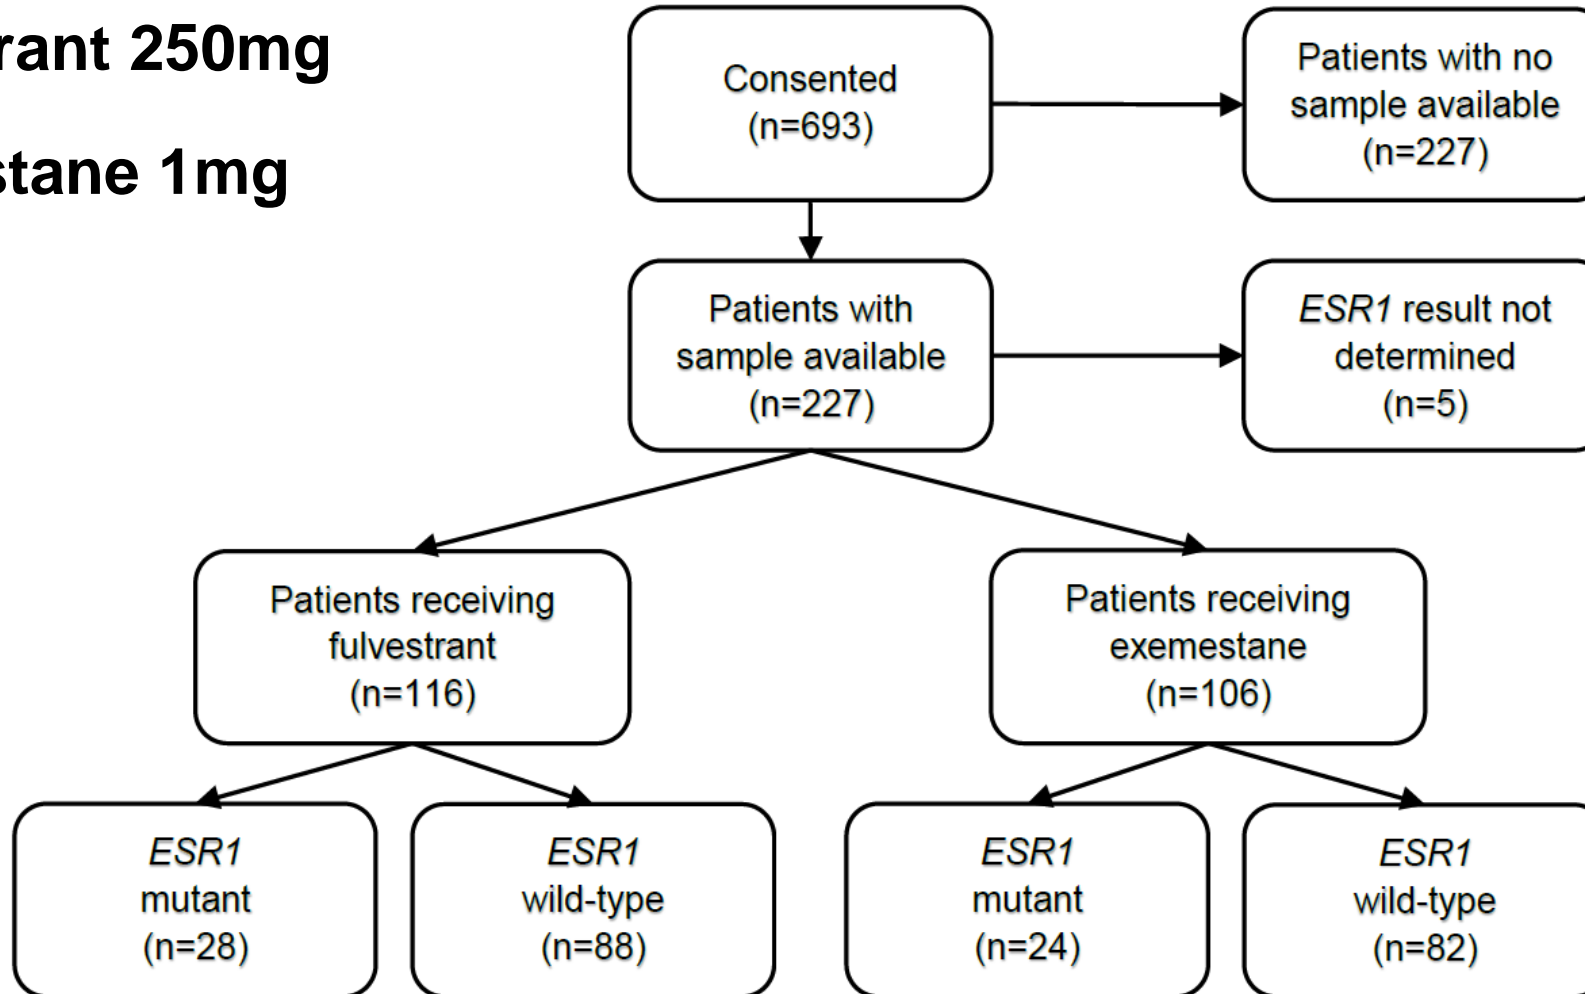 rant 250mg
stane 1mg
Consented
(n=693)
Patients with no
sample available
(n=227)
Patients with
sample available
(n=227)
ESR1 result not
determined
(n=5)
Patients receiving
fulvestrant
(n=116)
Patients receiving
exemestane
(n=106)
ESR1
mutant
(n=28)
ESR1
wild-type
(n=88)
ESR1
mutant
(n=24)
ESR1
wild-type
(n=82)